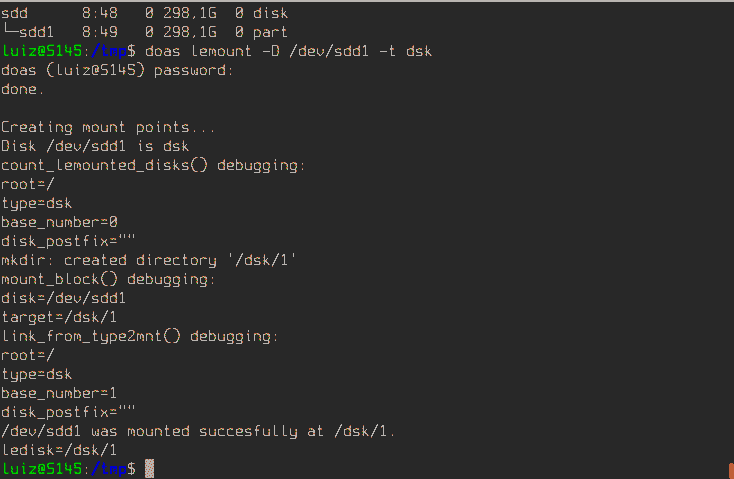 sdd      8:48   0 298,1G  0 disk
└─sdd1   8:49   0 298,1G  0 part
luiz@S145:/tmp$ doas lemount -D /dev/sdd1 -t dsk
doas (luiz@S145) password:
done.

Creating mount points...
Disk /dev/sdd1 is dsk
count_lemounted_disks() debugging:
root=/
type=dsk
base_number=0
disk_postfix=""
mkdir: created directory '/dsk/1'
mount_block() debugging:
disk=/dev/sdd1
target=/dsk/1
link_from_type2mnt() debugging:
root=/
type=dsk
base_number=1
disk_postfix=""
/dev/sdd1 was mounted succesfully at /dsk/1.
ledisk=/dsk/1
luiz@S145:/tmp$